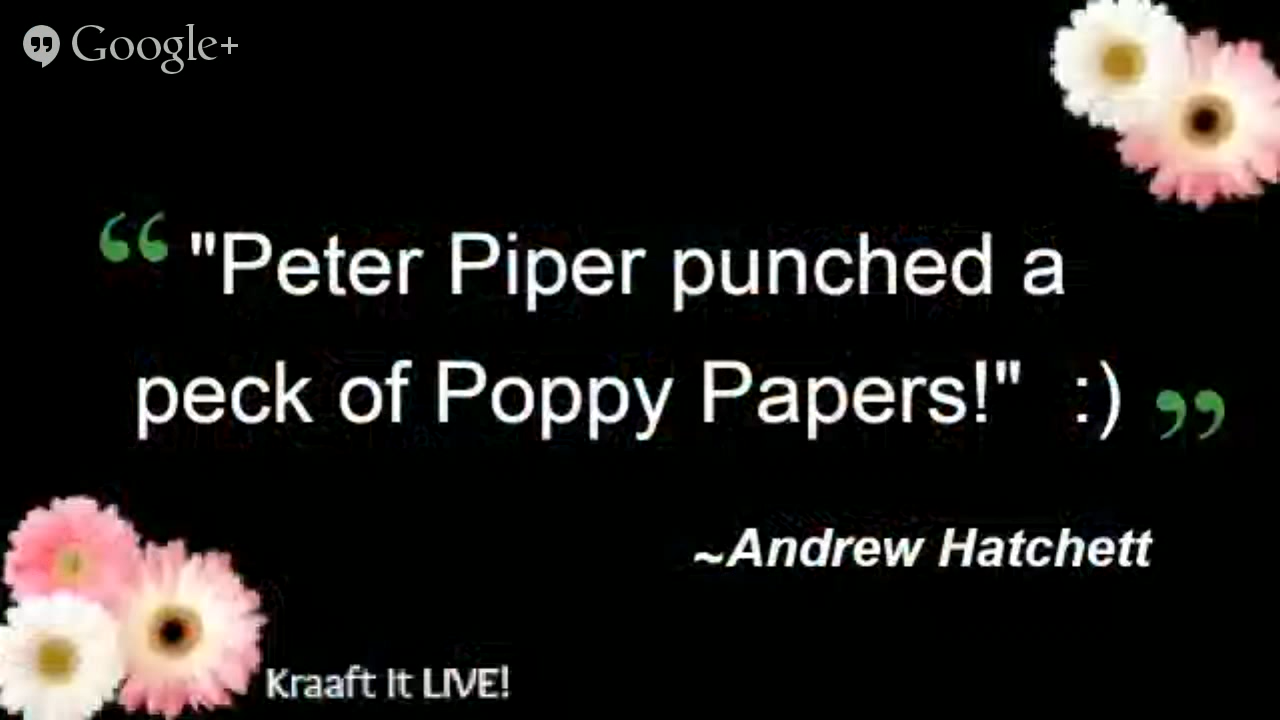 Google+
“ "Peter Piper punched a
peck of Poppy Papers!" :) ”
~Andrew Hatchett
Kraaft It LIVE!